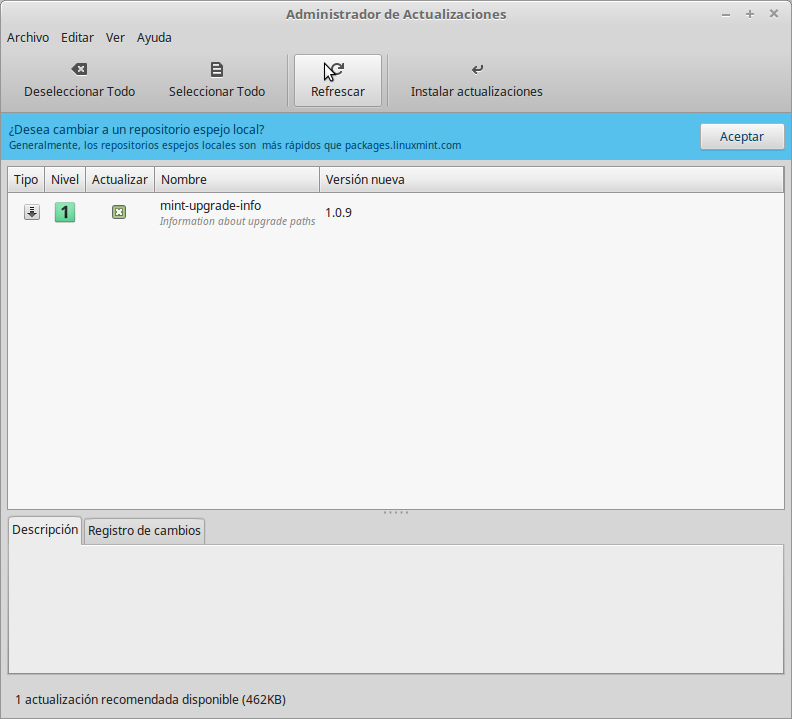 Administrador de Actualizaciones
Archivo Editar Ver Ayuda
Deseleccionar Todo Seleccionar Todo Refrescar Instalar actualizaciones
¿Desea cambiar a un repositorio espejo local?
Generalmente, los repositorios espejos locales son más rápidos que packages.linuxmint.com
Aceptar
Tipo Nivel Actualizar Nombre Versión nueva
1 mint-upgrade-info 1.0.9
Information about upgrade paths
Descripción Registro de cambios
1 actualización recomendada disponible (462KB)